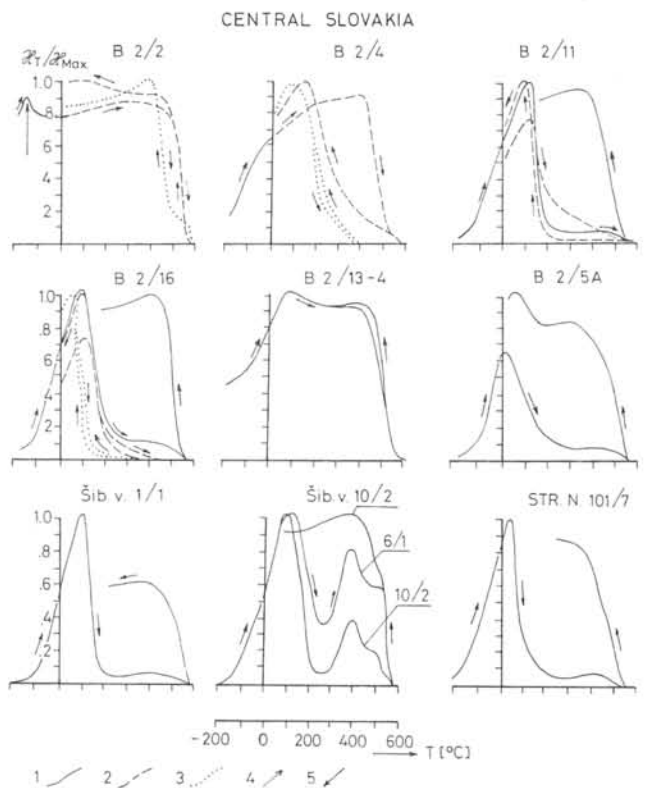 CENTRAL SLOVAKIA
B 2/2
B 2/4
B 2/11
ϰT/ϰMax.
1.0
.8
.6
.4
.2
B 2/16
B 2/13-4
B 2/5A
1.0
.8
.6
.4
.2
Šib. v. 1/1
Šib. v. 10/2
STR. N. 101/7
1.0
.8
.6
.4
.2
6/1
10/2
-200 0 200 400 600
T [°C]
1 2 3 4 5